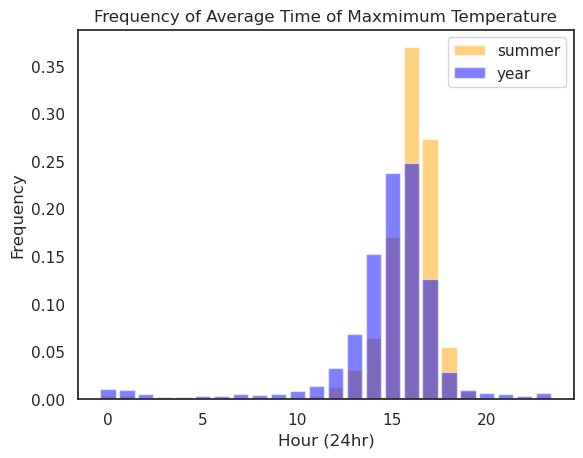 Frequency of Average Time of Maxmimum Temperature
summer
year
0.35
0.30
0.25
0.20
0.15
0.10
0.05
0.00
Frequency
0 5 10 15 20
Hour (24hr)